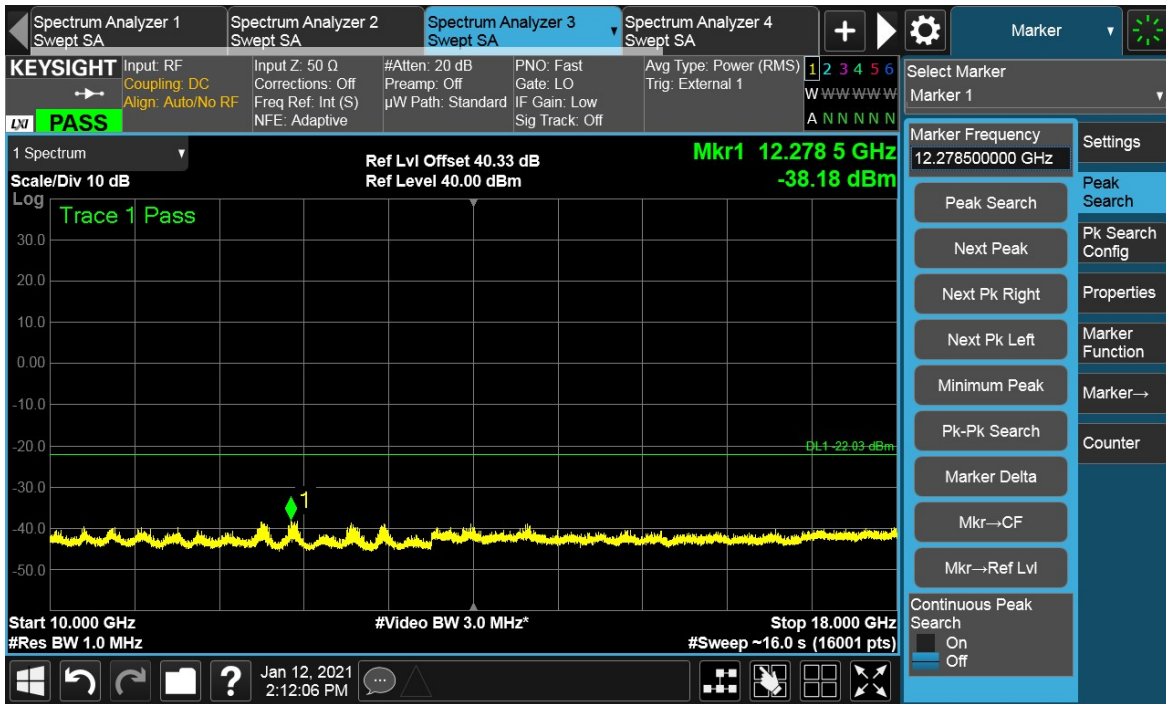 Spectrum Analyzer 1
Swept SA
Spectrum Analyzer 2
Swept SA
Spectrum Analyzer 3
Swept SA
Spectrum Analyzer 4
Swept SA
+
Marker
KEYSIGHT
LXI PASS
Input: RF
Coupling: DC
Align: Auto/No RF
Input Z: 50 Ω
Corrections: Off
Freq Ref: Int (S)
NFE: Adaptive
#Atten: 20 dB
Preamp: Off
µW Path: Standard
PNO: Fast
Gate: LO
IF Gain: Low
Sig Track: Off
Avg Type: Power (RMS)
Trig: External 1
1 2 3 4 5 6
W W W W W W
A N N N N N
Select Marker
Marker 1
1 Spectrum
Scale/Div 10 dB
Ref Lvl Offset 40.33 dB
Ref Level 40.00 dBm
Mkr1 12.278 5 GHz
-38.18 dBm
Log
Trace 1 Pass
30.0
20.0
10.0
0.00
-10.0
-20.0
-30.0
-40.0
-50.0
DL1 -22.03 dBm
1
Start 10.000 GHz
#Res BW 1.0 MHz
#Video BW 3.0 MHz*
Stop 18.000 GHz
#Sweep ~16.0 s (16001 pts)
Marker Frequency
12.278500000 GHz
Peak Search
Next Peak
Next Pk Right
Next Pk Left
Minimum Peak
Pk-Pk Search
Marker Delta
Mkr→CF
Mkr→Ref Lvl
Continuous Peak
Search
On
Off
Settings
Peak
Search
Pk Search
Config
Properties
Marker
Function
Marker→
Counter
?
Jan 12, 2021
2:12:06 PM